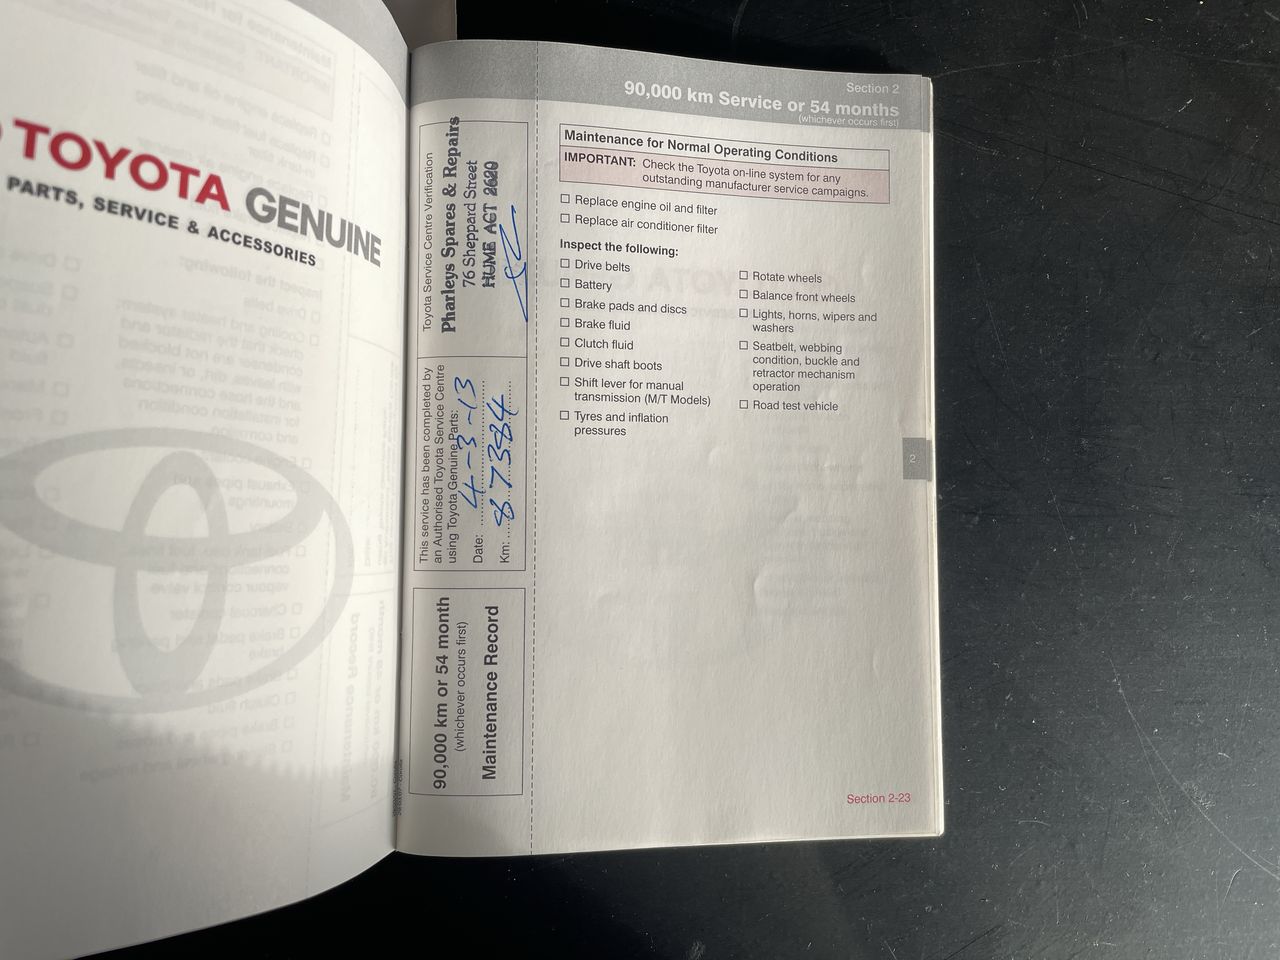 TOYOTA GENUINE
PARTS, SERVICE & ACCESSORIES
Section 2
90,000 km Service or 54 months
(whichever occurs first)
Toyota Service Centre Verification
Pharleys Spares & Repairs
76 Sheppard Street
HUME ACT 2620
This service has been completed by
an Authorised Toyota Service Centre
using Toyota Genuine Parts:
Date: 4-3-13
Km: 87384
90,000 km or 54 month
(whichever occurs first)
Maintenance Record
Maintenance for Normal Operating Conditions
IMPORTANT: Check the Toyota on-line system for any
outstanding manufacturer service campaigns.
Replace engine oil and filter
Replace air conditioner filter
Inspect the following:
Drive belts
Battery
Brake pads and discs
Brake fluid
Clutch fluid
Drive shaft boots
Shift lever for manual
transmission (M/T Models)
Tyres and inflation
pressures
Rotate wheels
Balance front wheels
Lights, horns, wipers and
washers
Seatbelt, webbing
condition, buckle and
retractor mechanism
operation
Road test vehicle
2
Section 2-23